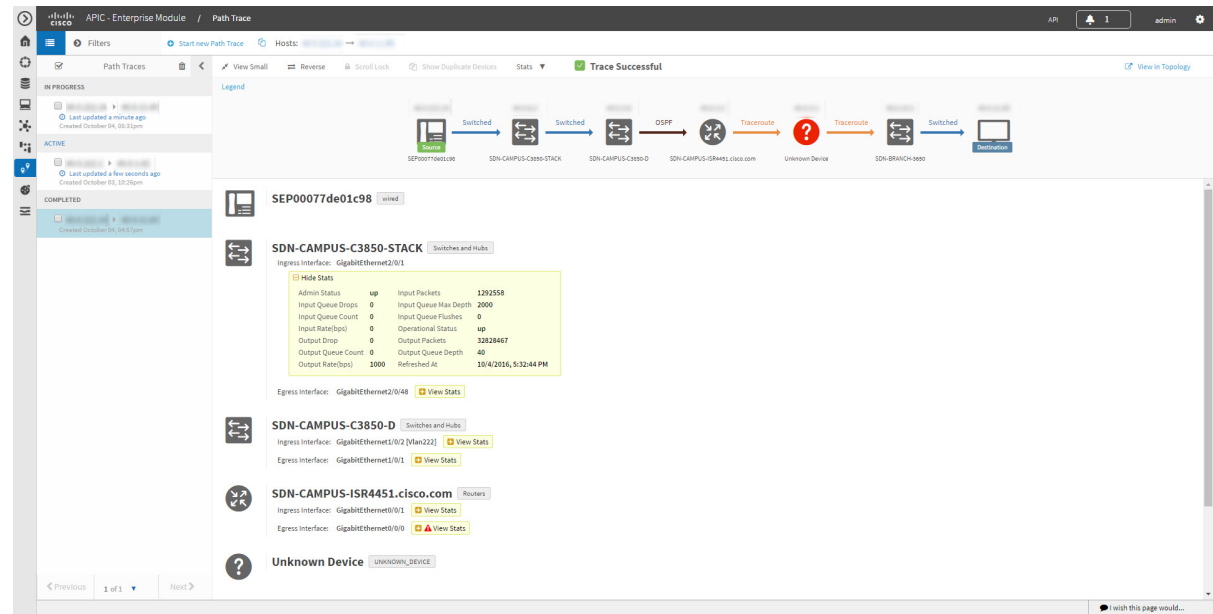 cisco APIC - Enterprise Module / Path Trace API 1 admin
Filters Start new Path Trace Hosts: →
Path Traces View Small Reverse Scroll Lock Show Duplicate Devices Stats ▼ Trace Successful View in Topology
IN PROGRESS
Last updated a minute ago
Created October 04, 05:31pm
ACTIVE
Last updated a few seconds ago
Created October 03, 10:26pm
COMPLETED
Created October 04, 04:57pm
Previous 1 of 1 ▼ Next
Legend
Switched Switched OSPF Traceroute Traceroute Switched
Source Destination
SEP00077de01c98 SDN-CAMPUS-C3850-STACK SDN-CAMPUS-C3850-D SDN-CAMPUS-ISR4451.cisco.com Unknown Device SDN-BRANCH-3650
SEP00077de01c98 wired
SDN-CAMPUS-C3850-STACK Switches and Hubs
Ingress Interface: GigabitEthernet2/0/1
Hide Stats
Admin Status up Input Packets 1292558
Input Queue Drops 0 Input Queue Max Depth 2000
Input Queue Count 0 Input Queue Flushes 0
Input Rate(bps) 0 Operational Status up
Output Drop 0 Output Packets 32828467
Output Queue Count 0 Output Queue Depth 40
Output Rate(bps) 1000 Refreshed At 10/4/2016, 5:32:44 PM
Egress Interface: GigabitEthernet2/0/48 View Stats
SDN-CAMPUS-C3850-D Switches and Hubs
Ingress Interface: GigabitEthernet1/0/2 [Vlan222] View Stats
Egress Interface: GigabitEthernet1/0/1 View Stats
SDN-CAMPUS-ISR4451.cisco.com Routers
Ingress Interface: GigabitEthernet0/0/1 View Stats
Egress Interface: GigabitEthernet0/0/0 View Stats
Unknown Device UNKNOWN_DEVICE
I wish this page would...